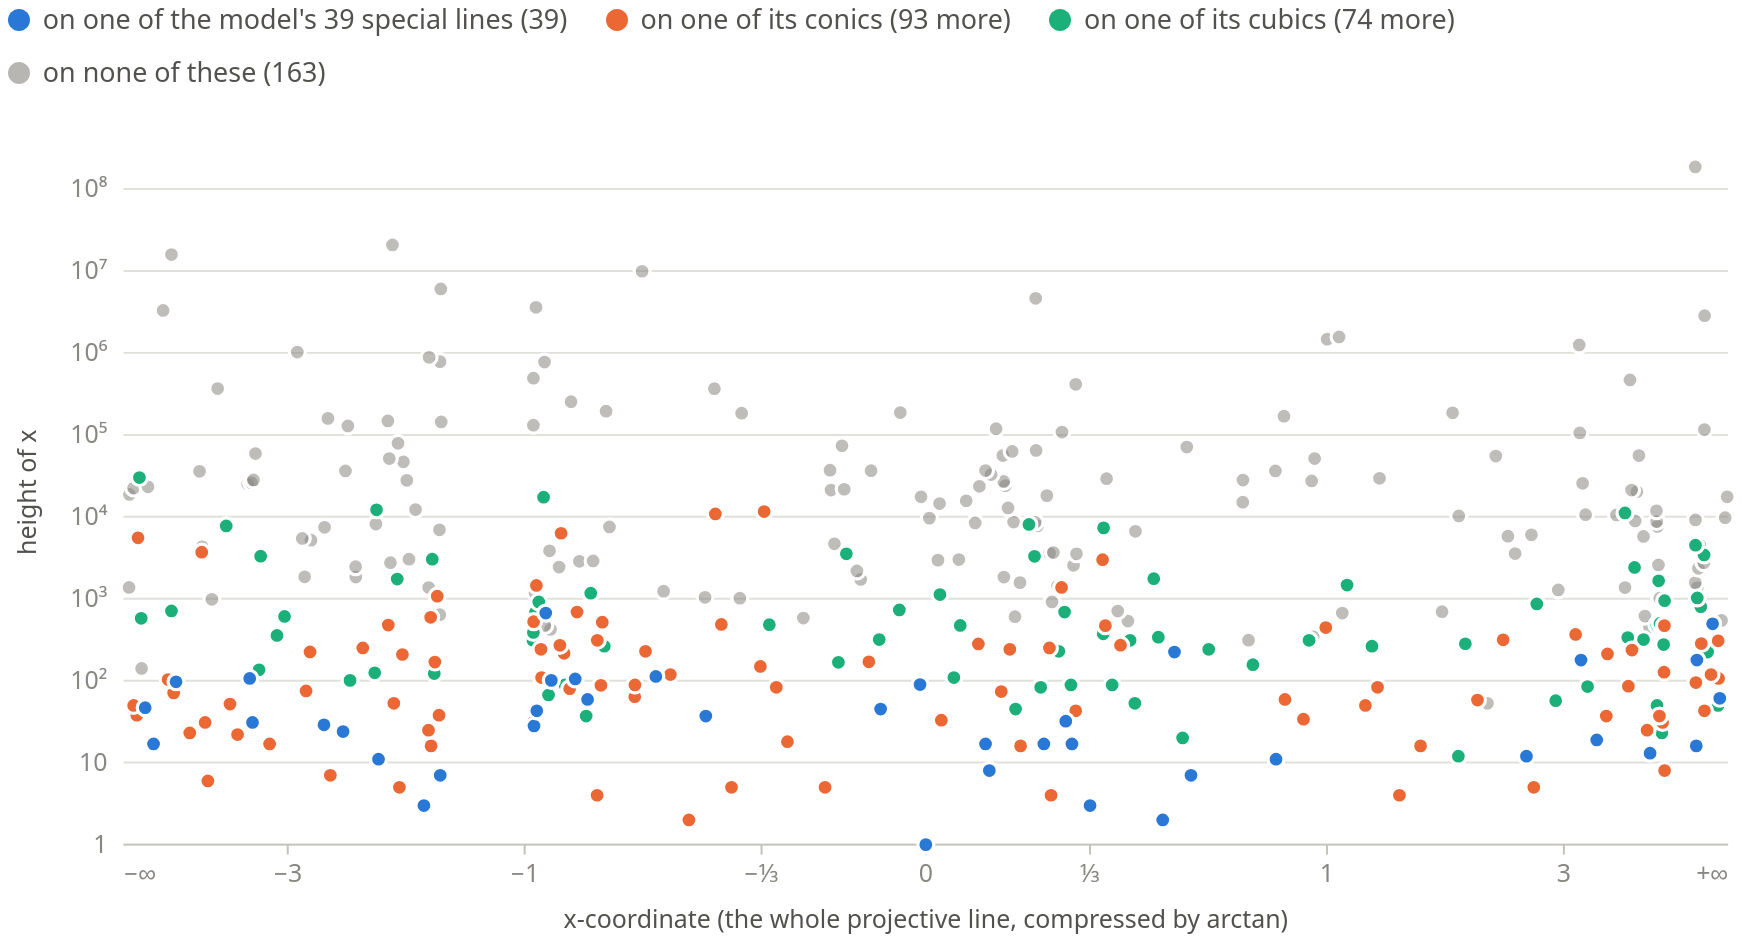 on one of the model's 39 special lines (39) on one of its conics (93 more) on one of its cubics (74 more)
on none of these (163)
10⁸
10⁷
10⁶
10⁵
10⁴
10³
10²
10
1
height of x
−∞ −3 −1 −⅓ 0 ⅓ 1 3 +∞
x-coordinate (the whole projective line, compressed by arctan)